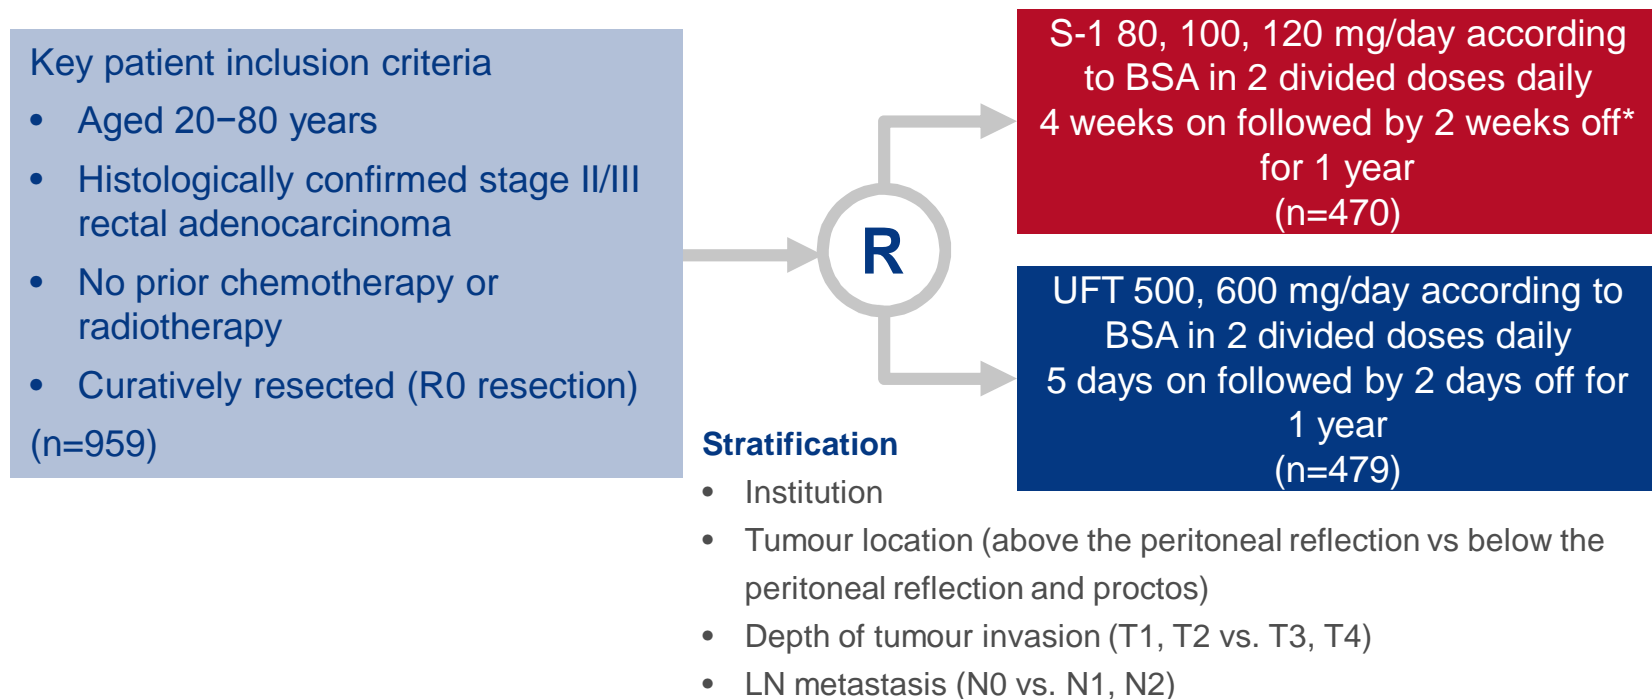 Key patient inclusion criteria
• Aged 20−80 years
• Histologically confirmed stage II/III
rectal adenocarcinoma
• No prior chemotherapy or
radiotherapy
• Curatively resected (R0 resection)
(n=959)
R
S-1 80, 100, 120 mg/day according
to BSA in 2 divided doses daily
4 weeks on followed by 2 weeks off*
for 1 year
(n=470)
UFT 500, 600 mg/day according to
BSA in 2 divided doses daily
5 days on followed by 2 days off for
1 year
(n=479)
Stratification
• Institution
• Tumour location (above the peritoneal reflection vs below the
peritoneal reflection and proctos)
• Depth of tumour invasion (T1, T2 vs. T3, T4)
• LN metastasis (N0 vs. N1, N2)